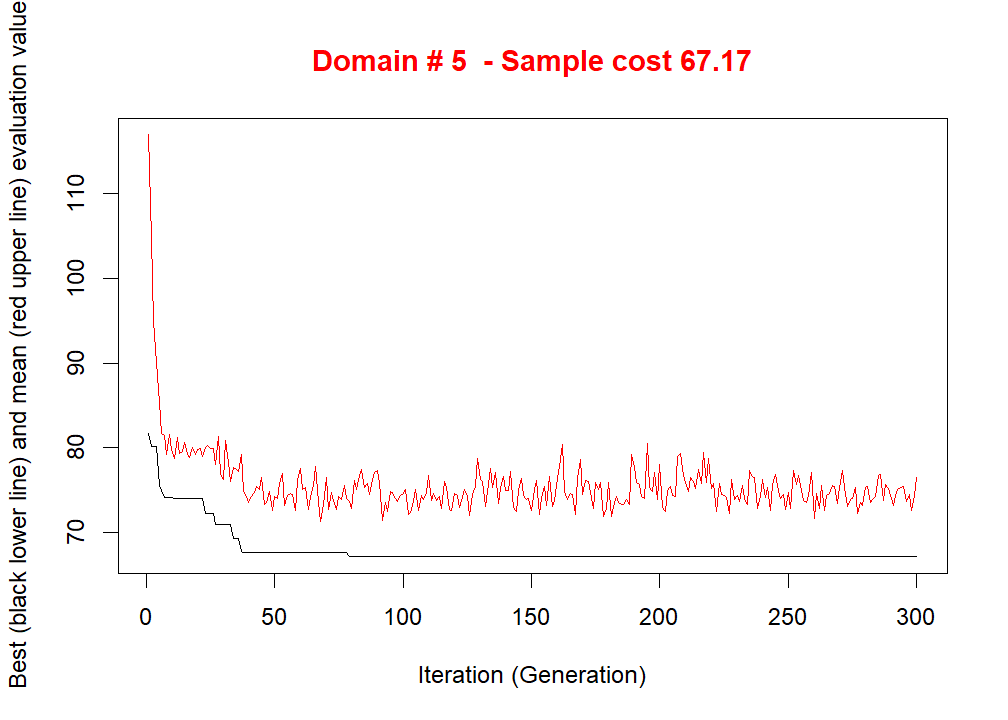 Domain # 5  - Sample cost 67.17
Best (black lower line) and mean (red upper line) evaluation value
110
100
90
80
70
0 50 100 150 200 250 300
Iteration (Generation)